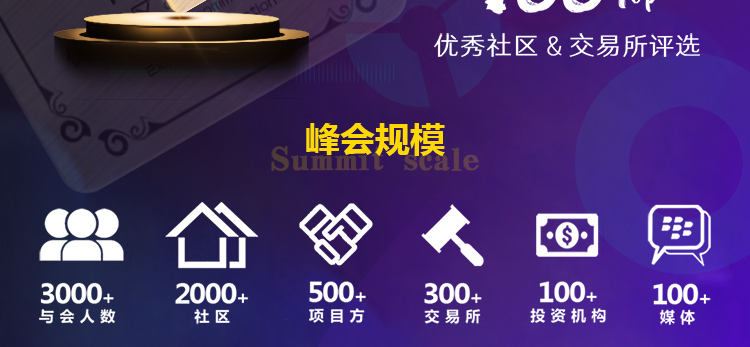 优秀社区 & 交易所评选
峰会规模
Summit scale
3000+ 2000+ 500+ 300+ 100+ 100+
与会人数 社区 项目方 交易所 投资机构 媒体